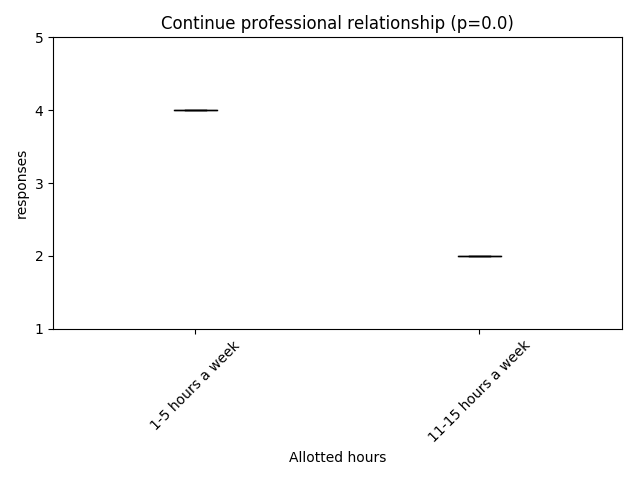 Continue professional relationship (p=0.0)
5
4
3
2
1
responses
1-5 hours a week
11-15 hours a week
Allotted hours